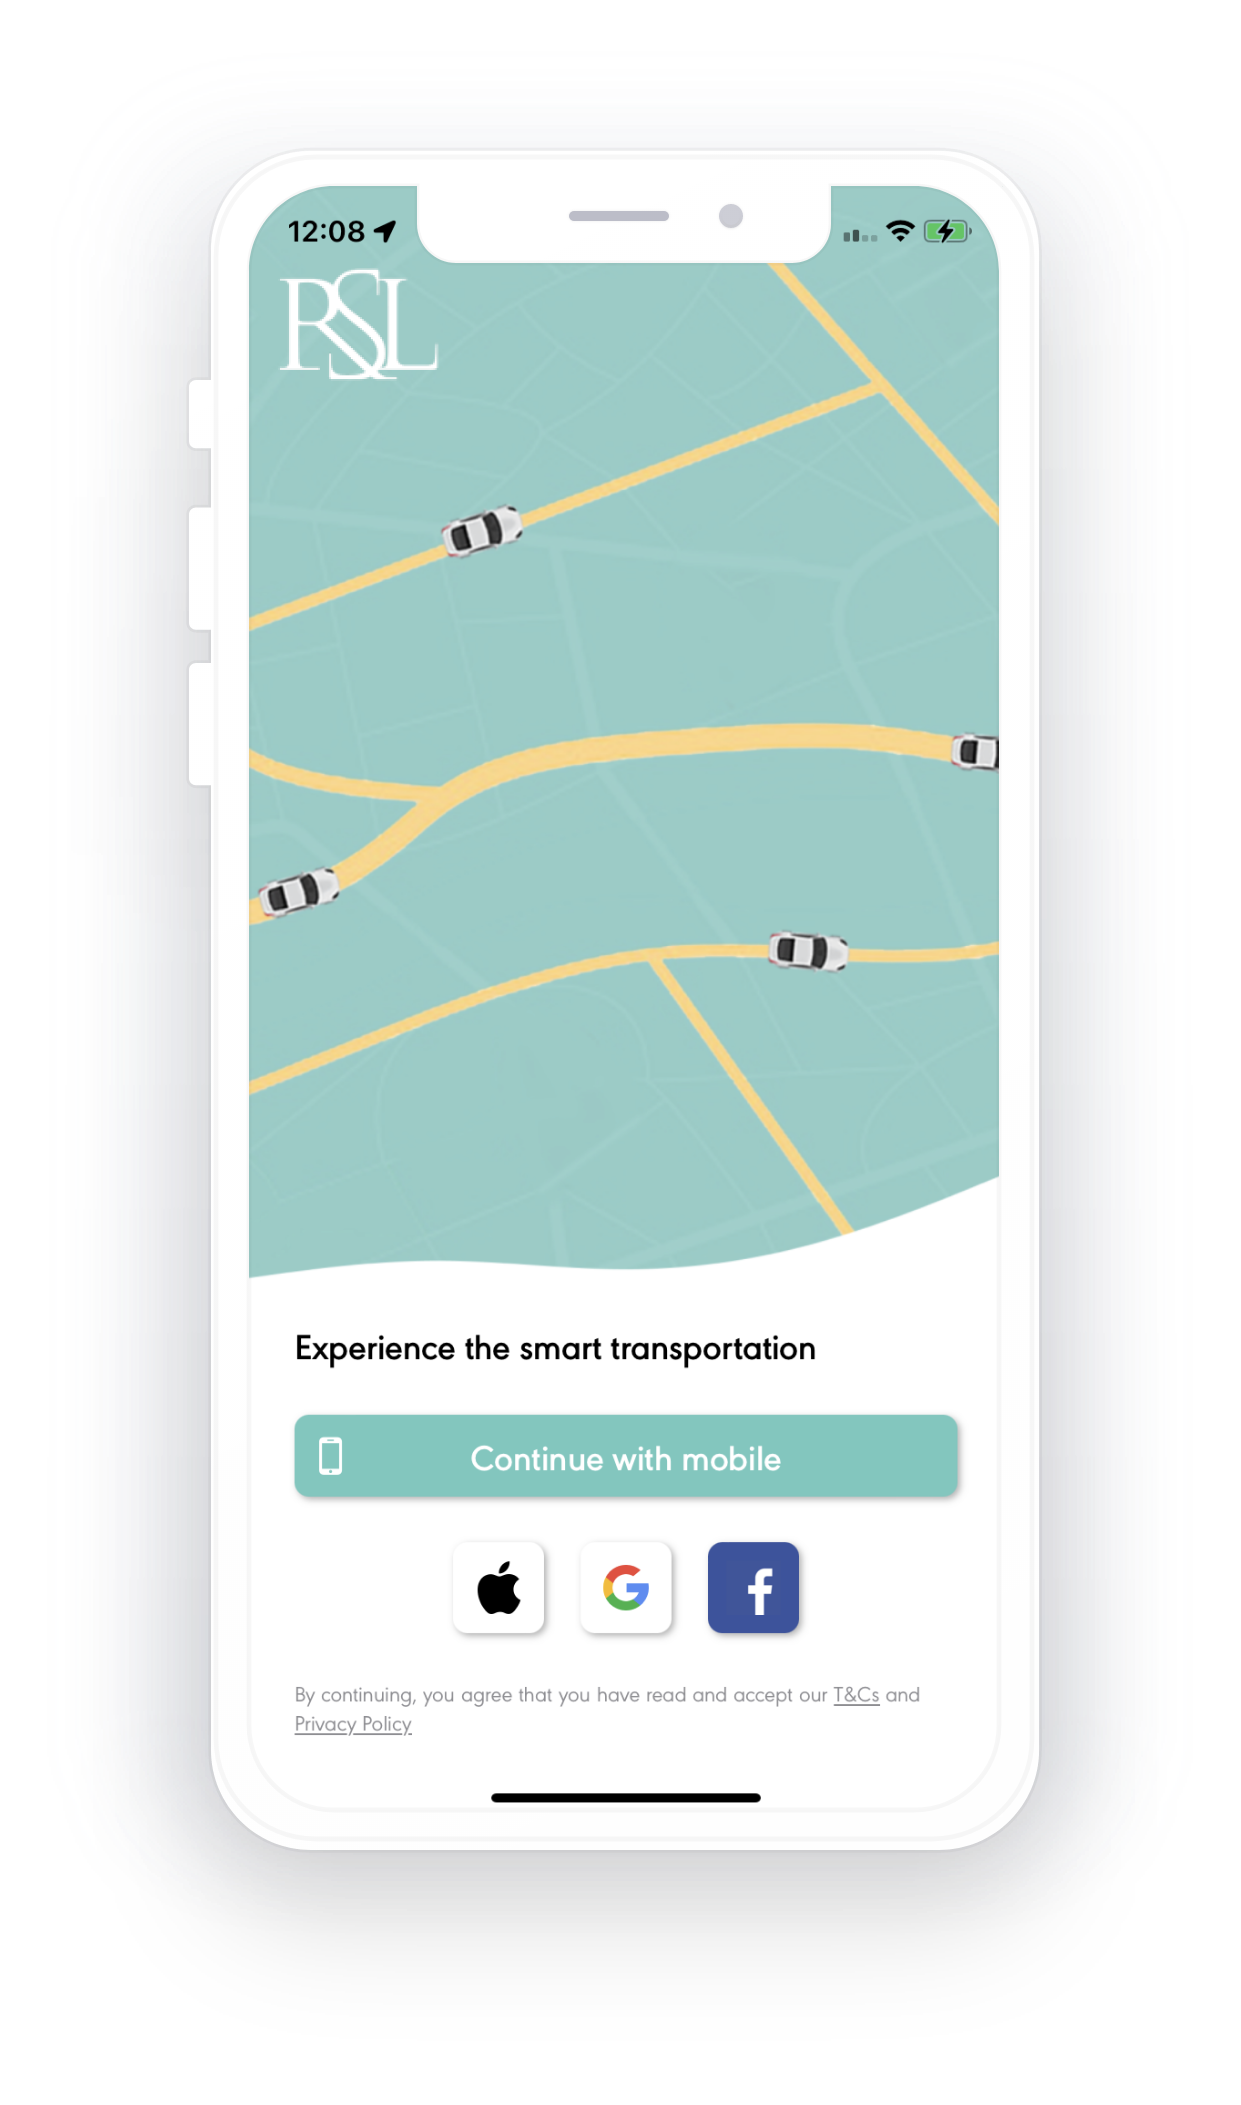 12:08
RSL
Experience the smart transportation
Continue with mobile
By continuing, you agree that you have read and accept our T&Cs and
Privacy Policy